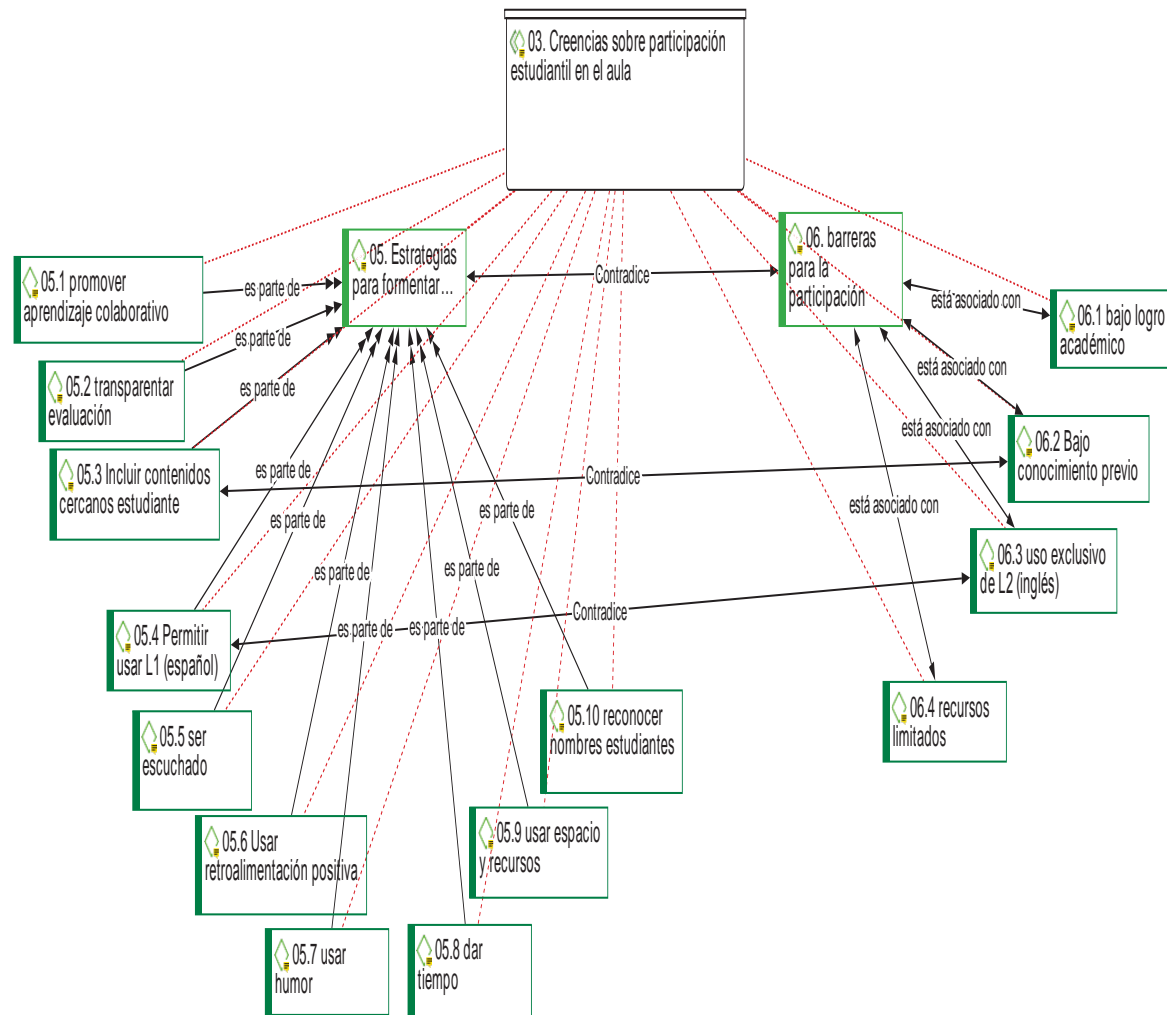 03. Creencias sobre participación
estudiantil en el aula
05. Estrategias
para formentar...
06. barreras
para la
participación
Contradice
05.1 promover
aprendizaje colaborativo
es parte de
está asociado con
06.1 bajo logro
académico
05.2 transparentar
evaluación
es parte de
es parte de
está asociado con
06.2 Bajo
conocimiento previo
05.3 Incluir contenidos
cercanos estudiante
es parte de
Contradice
está asociado con
está asociado con
es parte de
es parte de
06.3 uso exclusivo
de L2 (inglés)
es parte de
es parte de
05.4 Permitir
usar L1 (español)
es parte de
es parte de
Contradice
05.5 ser
escuchado
05.10 reconocer
nombres estudiantes
06.4 recursos
limitados
05.6 Usar
retroalimentación positiva
05.9 usar espacio
y recursos
05.7 usar
humor
05.8 dar
tiempo